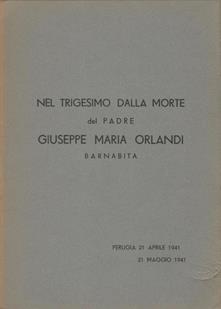 NEL TRIGESIMO DALLA MORTE
del PADRE
GIUSEPPE MARIA ORLANDI
BARNABITA
PERUGIA 21 APRILE 1941
21 MAGGIO 1941